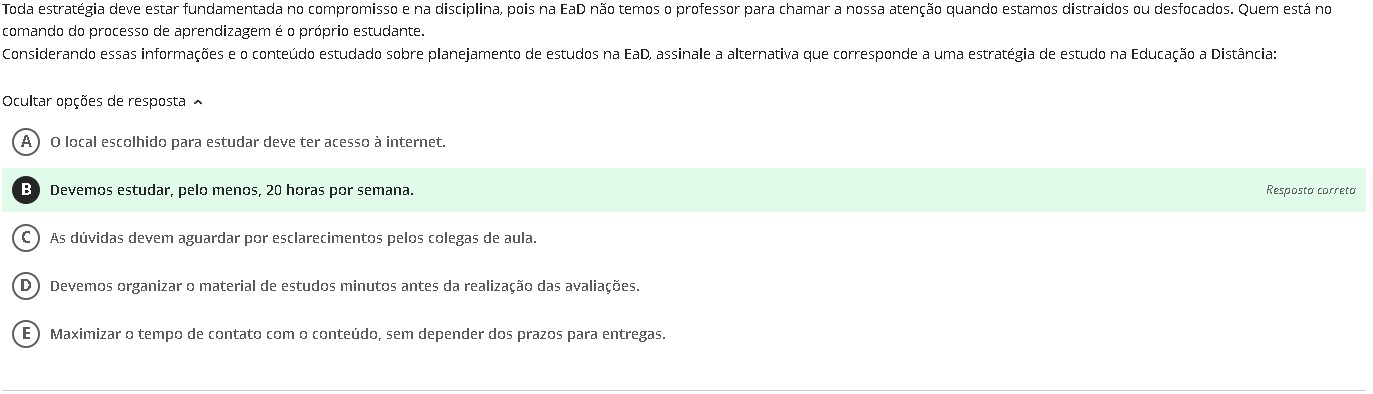 Toda estratégia deve estar fundamentada no compromisso e na disciplina, pois na EaD não temos o professor para chamar a nossa atenção quando estamos distraídos ou desfocados. Quem está no
comando do processo de aprendizagem é o próprio estudante.
Considerando essas informações e o conteúdo estudado sobre planejamento de estudos na EaD, assinale a alternativa que corresponde a uma estratégia de estudo na Educação a Distância:
Ocultar opções de resposta
A O local escolhido para estudar deve ter acesso à internet.
B Devemos estudar, pelo menos, 20 horas por semana. Resposta correta
C As dúvidas devem aguardar por esclarecimentos pelos colegas de aula.
D Devemos organizar o material de estudos minutos antes da realização das avaliações.
E Maximizar o tempo de contato com o conteúdo, sem depender dos prazos para entregas.